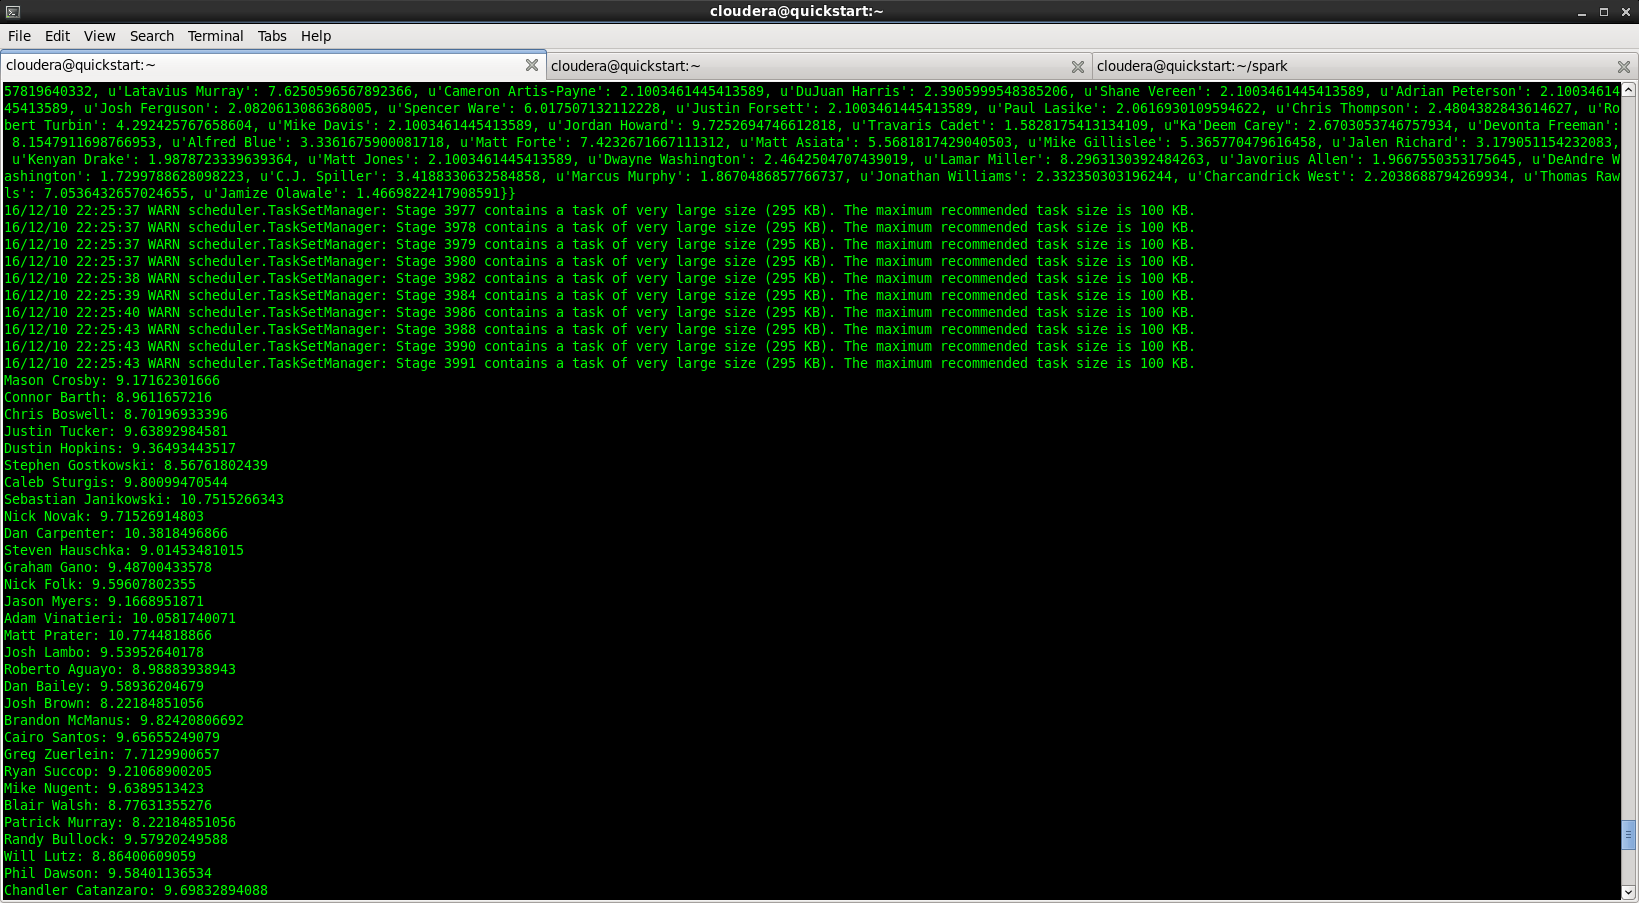 cloudera@quickstart:~
File Edit View Search Terminal Tabs Help
cloudera@quickstart:~ cloudera@quickstart:~ cloudera@quickstart:~/spark
57819640332, u'Latavius Murray': 7.6250596567892366, u'Cameron Artis-Payne': 2.1003461445413589, u'DuJuan Harris': 2.3905999548385206, u'Shane Vereen': 2.1003461445413589, u'Adrian Peterson': 2.10034614
45413589, u'Josh Ferguson': 2.0820613086368005, u'Spencer Ware': 6.017507132112228, u'Justin Forsett': 2.1003461445413589, u'Paul Lasike': 2.0616930109594622, u'Chris Thompson': 2.4804382843614627, u'Ro
bert Turbin': 4.292425767658604, u'Mike Davis': 2.1003461445413589, u'Jordan Howard': 9.7252694746612818, u'Travaris Cadet': 1.5828175413134109, u"Ka'Deem Carey": 2.6703053746757934, u'Devonta Freeman':
8.1547911698766953, u'Alfred Blue': 3.3361675900081718, u'Matt Forte': 7.4232671667111312, u'Matt Asiata': 5.5681817429040503, u'Mike Gillislee': 5.365770479616458, u'Jalen Richard': 3.179051154232083,
u'Kenyan Drake': 1.9878723339639364, u'Matt Jones': 2.1003461445413589, u'Dwayne Washington': 2.4642504707439019, u'Lamar Miller': 8.2963130392484263, u'Javorius Allen': 1.9667550353175645, u'DeAndre W
ashington': 1.7299788628098223, u'C.J. Spiller': 3.4188330632584858, u'Marcus Murphy': 1.8670486857766737, u'Jonathan Williams': 2.332350303196244, u'Charcandrick West': 2.2038688794269934, u'Thomas Raw
ls': 7.0536432657024655, u'Jamize Olawale': 1.4669822417908591}}
16/12/10 22:25:37 WARN scheduler.TaskSetManager: Stage 3977 contains a task of very large size (295 KB). The maximum recommended task size is 100 KB.
16/12/10 22:25:37 WARN scheduler.TaskSetManager: Stage 3978 contains a task of very large size (295 KB). The maximum recommended task size is 100 KB.
16/12/10 22:25:37 WARN scheduler.TaskSetManager: Stage 3979 contains a task of very large size (295 KB). The maximum recommended task size is 100 KB.
16/12/10 22:25:37 WARN scheduler.TaskSetManager: Stage 3980 contains a task of very large size (295 KB). The maximum recommended task size is 100 KB.
16/12/10 22:25:38 WARN scheduler.TaskSetManager: Stage 3982 contains a task of very large size (295 KB). The maximum recommended task size is 100 KB.
16/12/10 22:25:39 WARN scheduler.TaskSetManager: Stage 3984 contains a task of very large size (295 KB). The maximum recommended task size is 100 KB.
16/12/10 22:25:40 WARN scheduler.TaskSetManager: Stage 3986 contains a task of very large size (295 KB). The maximum recommended task size is 100 KB.
16/12/10 22:25:43 WARN scheduler.TaskSetManager: Stage 3988 contains a task of very large size (295 KB). The maximum recommended task size is 100 KB.
16/12/10 22:25:43 WARN scheduler.TaskSetManager: Stage 3990 contains a task of very large size (295 KB). The maximum recommended task size is 100 KB.
16/12/10 22:25:43 WARN scheduler.TaskSetManager: Stage 3991 contains a task of very large size (295 KB). The maximum recommended task size is 100 KB.
Mason Crosby: 9.17162301666
Connor Barth: 8.9611657216
Chris Boswell: 8.70196933396
Justin Tucker: 9.63892984581
Dustin Hopkins: 9.36493443517
Stephen Gostkowski: 8.56761802439
Caleb Sturgis: 9.80099470544
Sebastian Janikowski: 10.7515266343
Nick Novak: 9.71526914803
Dan Carpenter: 10.3818496866
Steven Hauschka: 9.01453481015
Graham Gano: 9.48700433578
Nick Folk: 9.59607802355
Jason Myers: 9.1668951871
Adam Vinatieri: 10.0581740071
Matt Prater: 10.7744818866
Josh Lambo: 9.53952640178
Roberto Aguayo: 8.98883938943
Dan Bailey: 9.58936204679
Josh Brown: 8.22184851056
Brandon McManus: 9.82420806692
Cairo Santos: 9.65655249079
Greg Zuerlein: 7.7129900657
Ryan Succop: 9.21068900205
Mike Nugent: 9.6389513423
Blair Walsh: 8.77631355276
Patrick Murray: 8.22184851056
Randy Bullock: 9.57920249588
Will Lutz: 8.86400609059
Phil Dawson: 9.58401136534
Chandler Catanzaro: 9.69832894088